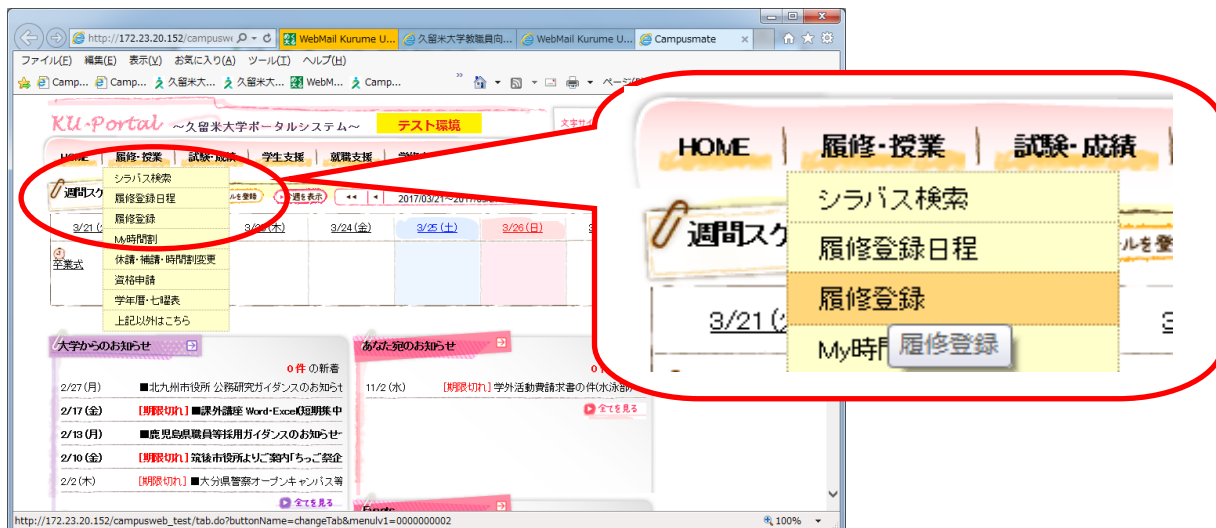 http://172.23.20.152/campuswe
WebMail Kurume U...
久留米大学教職員向...
WebMail Kurume U...
Campusmate
ファイル(F) 編集(E) 表示(V) お気に入り(A) ツール(T) ヘルプ(H)
Camp...
Camp...
久留米大...
久留米大...
WebM...
Camp...
KU-Portal ～久留米大学ポータルシステム～
テスト環境
HOME
履修・授業
試験・成績
学生支援
就職支援
シラバス検索
履修登録日程
履修登録
My時間割
休講・補講・時間割変更
資格申請
学年暦・七曜表
上記以外はこちら
週間スケ
ルを登録
今週を表示
2017/03/21～2017/
3/24(金)
3/25(土)
3/26(日)
卒業式
HOME
履修・授業
試験・成績
シラバス検索
履修登録日程
履修登録
My時
履修登録
週間スケ
ルを登
3/21(
大学からのお知らせ
0件 の新着
2/27(月) ■北九州市役所 公務研究ガイダンスのお知らせ
2/17(金) [期限切れ] ■課外講座 Word・Excel(短期集中
2/13(月) ■鹿児島県職員等採用ガイダンスのお知らせ
2/10(金) [期限切れ] 筑後市役所よりご案内「ちっご祭企
2/2(木) [期限切れ] ■大分県警察オープンキャンパス等
全てを見る
あなた宛のお知らせ
0件 の新着
11/2(水) [期限切れ] 学外活動費請求書の件(水泳部)
全てを見る
http://172.23.20.152/campusweb_test/tab.do?buttonName=changeTab&menulv1=0000000002
100%